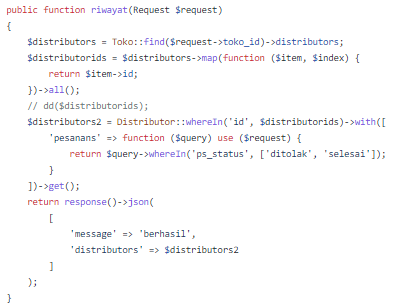 public function riwayat(Request $request)
{
    $distributors = Toko::find($request->toko_id)->distributors;
    $distributorids = $distributors->map(function ($item, $index) {
        return $item->id;
    })->all();
    // dd($distributorids);
    $distributors2 = Distributor::whereIn('id', $distributorids)->with([
        'pesanans' => function ($query) use ($request) {
            return $query->whereIn('ps_status', ['ditolak', 'selesai']);
        }
    ])->get();
    return response()->json(
        [
            'message' => 'berhasil',
            'distributors' => $distributors2
        ]
    );
}